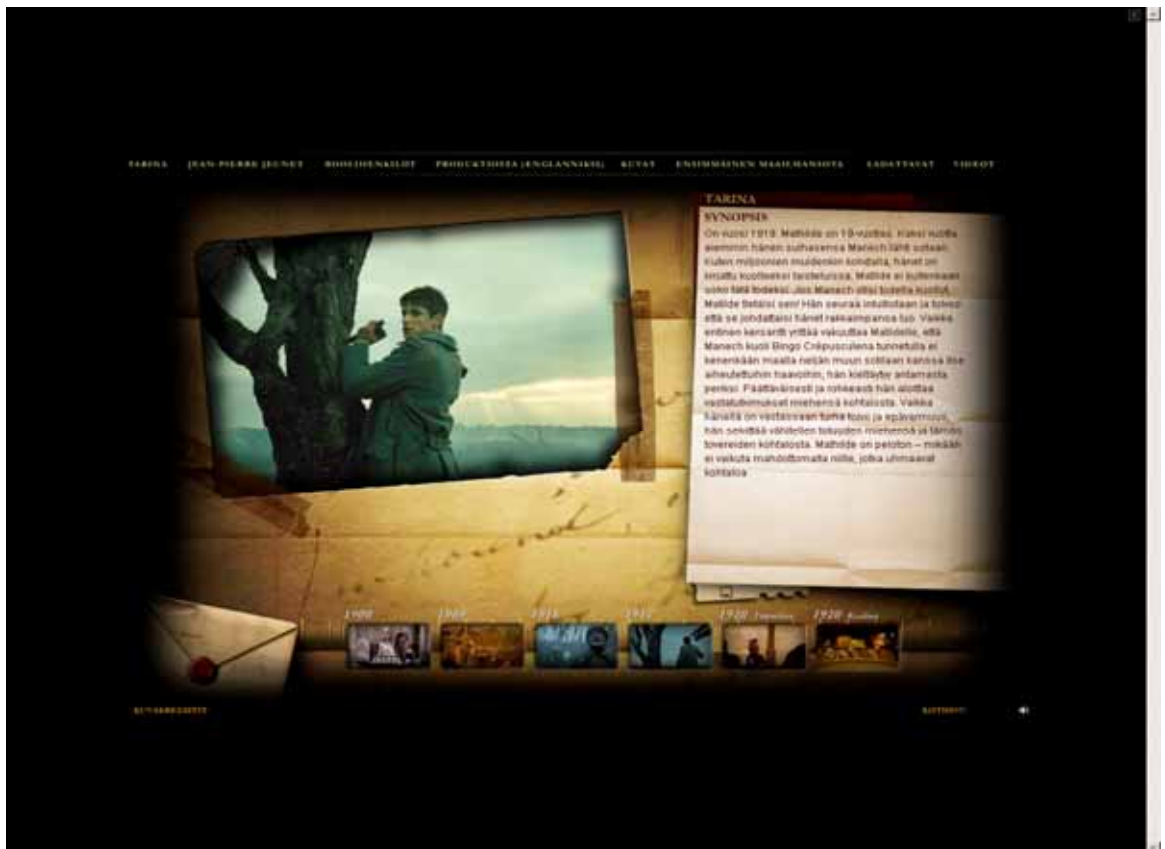 TARINA JEAN-PIERRE JEUNET ROOLIHENKILÖT PRODUKTIOSTA (ENGLANNIKSI) KUVAT ENSIMMÄINEN MAAILMANSOTA LADATTAVAT VIDEOT
TARINA
SYNOPSIS
On vuosi 1919. Mathilde on 19-vuotias. Kaksi vuotta
aiemmin hänen sulhasensa Manech lähti sotaan.
Kuten miljoonien muidenkin kohdalla, hänet on
kirjattu kuolleeksi taisteluissa. Matilde ei kuitenkaan
usko tätä todeksi. Jos Manech olisi todella kuollut,
Matilde tietäisi sen! Hän seuraa intuitiotaan ja toivoo
että se johdattaisi hänet rakkaimpansa luo. Vaikka
entinen kersantti yrittää vakuuttaa Matildelle, että
Manech kuoli Bingo Crépusculena tunnetulla ei
kenenkään maalla neljän muun sotilaan kanssa itse
aiheutettuihin haavoihin, hän kieltäytyy antamasta
periksi. Päättäväisesti ja rohkeasti hän aloittaa
vastatutkimukset miehensä kohtalosta. Vaikka
hänellä on vastassaan turha toivo ja epävarmuus,
hän selvittää vähitellen totuuden miehensä ja tämän
tovereiden kohtalosta. Mathilde on peloton – mikään
ei vaikuta mahdottomalta niille, jotka uhmaavat
kohtaloa
1900 1917 1920 1920